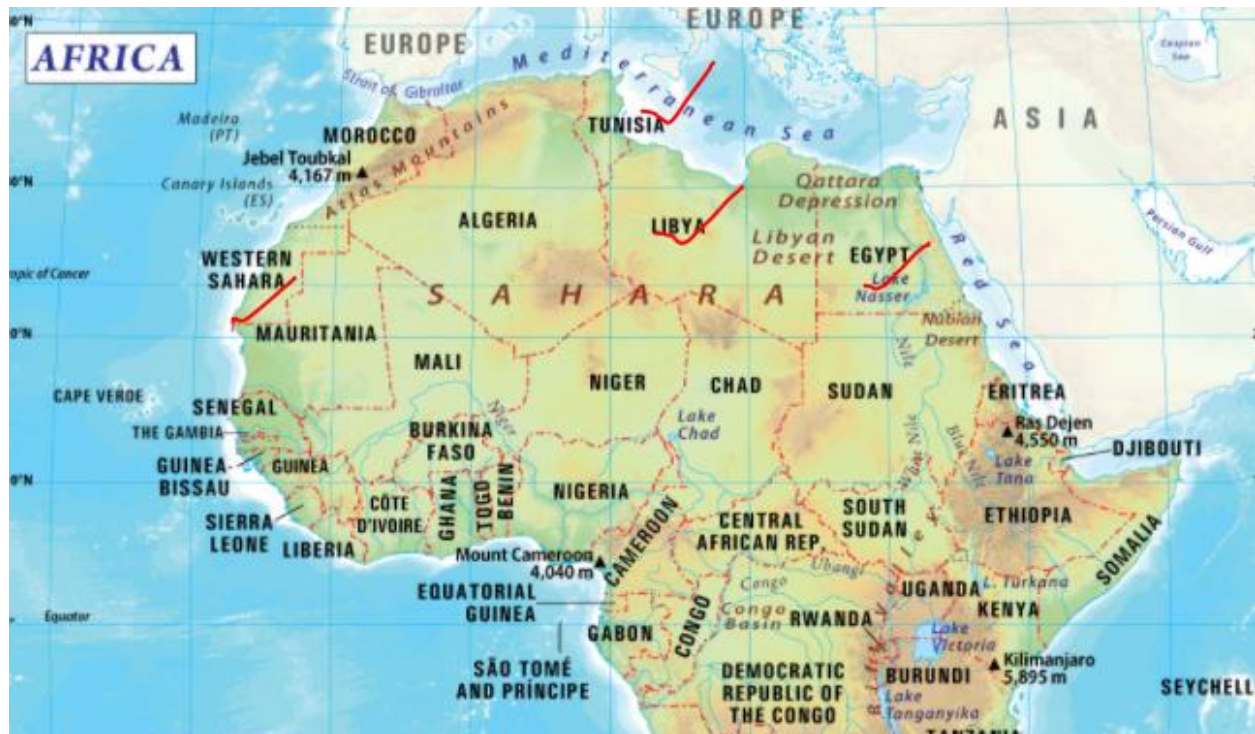 EUROPE
EUROPE
AFRICA
Caspian
Sea
Strait of Gibraltar
Mediterranean Sea
ASIA
Madeira
(PT)
MOROCCO
TUNISIA
Jebel Toubkal
4,167 m
Atlas Mountains
Canary Islands
(ES)
0°N
Qattara
Depression
ALGERIA
LIBYA
Persian Gulf
Libyan
Desert
EGYPT
Red Sea
WESTERN
SAHARA
ropic of Cancer
Lake
Nasser
SAHARA
MAURITANIA
Nubian
Desert
0°N
Nile
MALI
NIGER
CHAD
SUDAN
ERITREA
CAPE VERDE
SENEGAL
Niger
Lake
Chad
Ras Dejen
4,550 m
THE GAMBIA
BURKINA
FASO
White Nile
Blue Nile
DJIBOUTI
GUINEA
BISSAU
GUINEA
Lake
Tana
0°N
NIGERIA
CÔTE
D'IVOIRE
GHANA
TOGO
BENIN
SOUTH
SUDAN
ETHIOPIA
SIERRA
LEONE
CENTRAL
AFRICAN REP.
SOMALIA
LIBERIA
Mount Cameroon
4,040 m
CAMEROON
Ubangi
EQUATORIAL
GUINEA
Congo
UGANDA
L. Turkana
KENYA
Equator
GABON
CONGO
Congo
Basin
RWANDA
Lake
Victoria
SÃO TOMÉ
AND PRÍNCIPE
DEMOCRATIC
REPUBLIC OF
THE CONGO
BURUNDI
Kilimanjaro
5,895 m
SEYCHELL
Lake
Tanganyika
TANZANIA